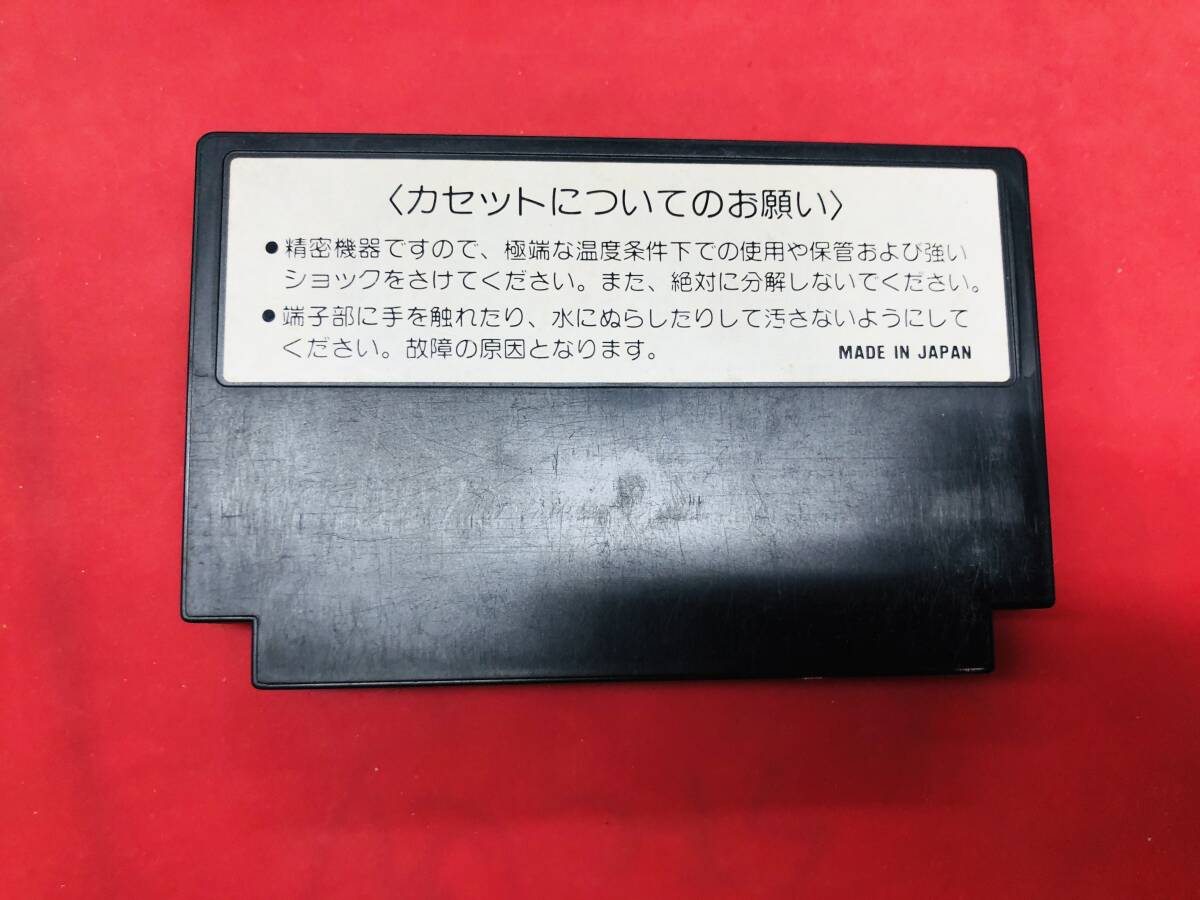 〈カセットについてのお願い〉
●精密機器ですので、極端な温度条件下での使用や保管および強い
ショックをさけてください。また、絶対に分解しないでください。
●端子部に手を触れたり、水にぬらしたりして汚さないようにして
ください。故障の原因となります。 MADE IN JAPAN